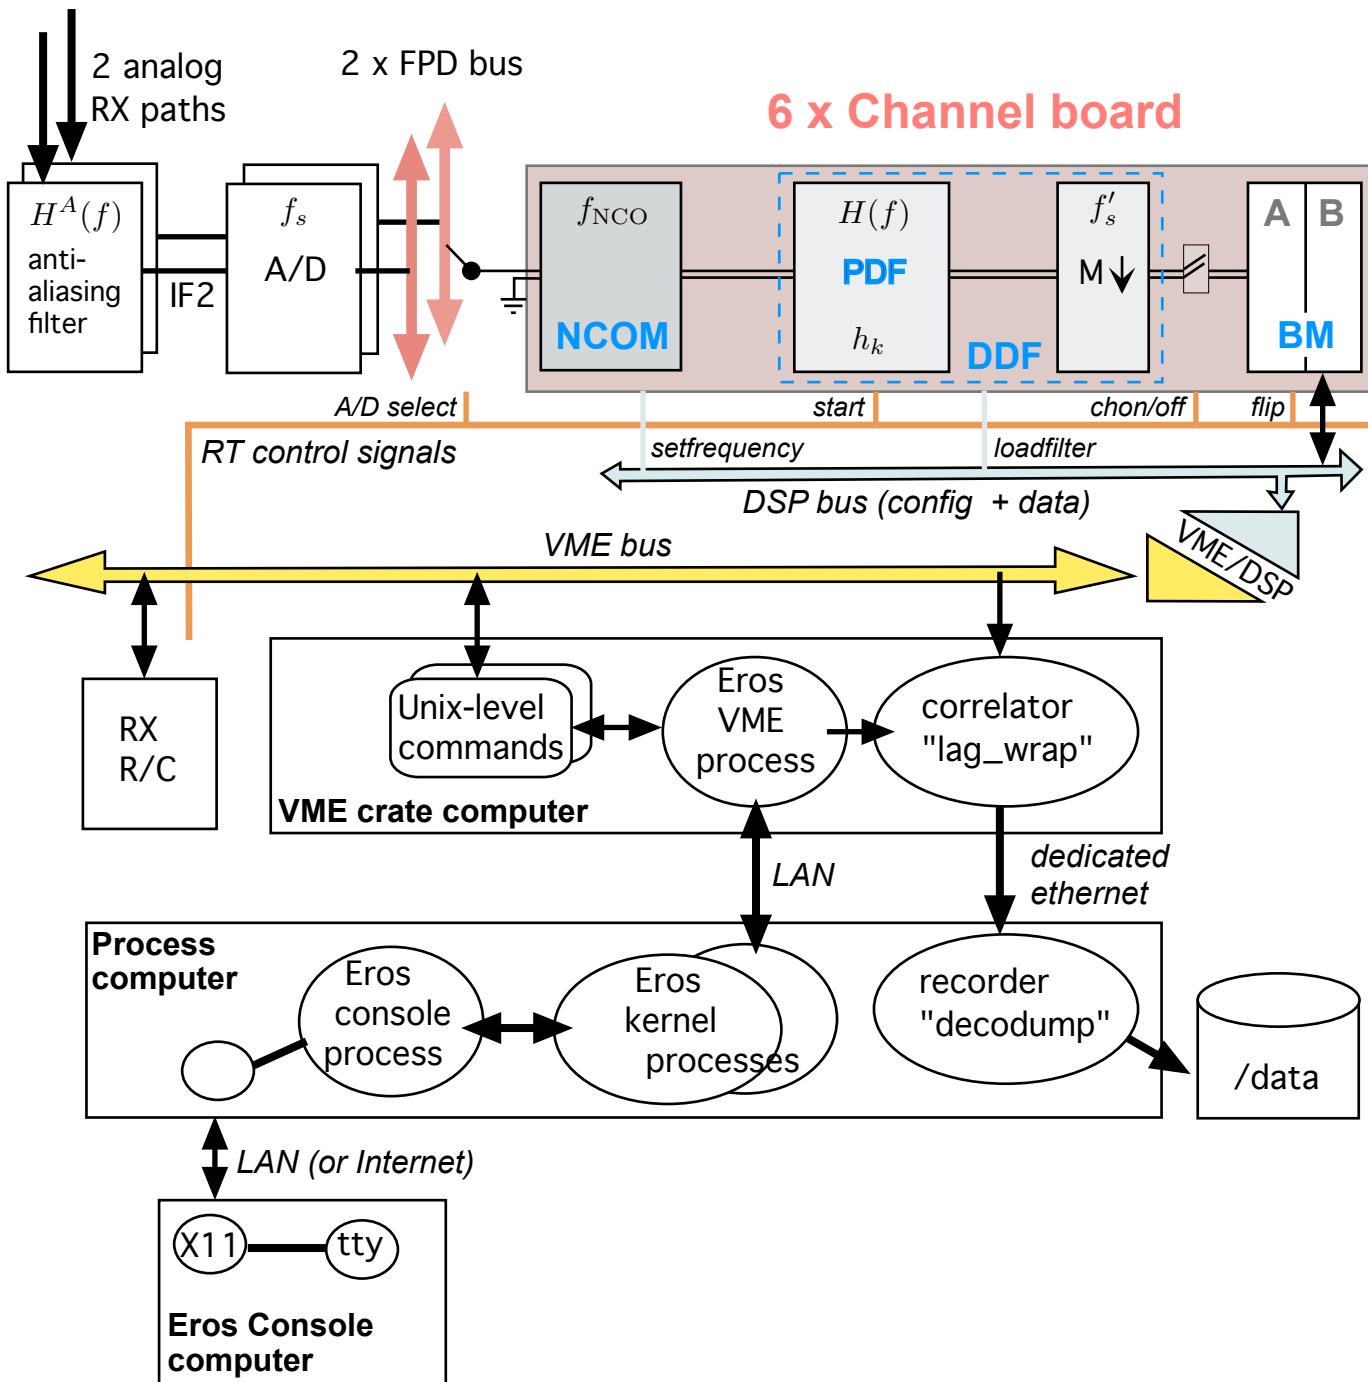 2 analog
RX paths
2 x FPD bus
6 x Channel board
H^A(f)
anti-
aliasing
filter
IF2
f_s
A/D
f_NCO
NCOM
H(f)
PDF
h_k
DDF
f'_s
M↓
A B
BM
A/D select
start
chon/off
flip
RT control signals
setfrequency
loadfilter
DSP bus (config + data)
VME bus
VME/DSP
RX
R/C
Unix-level
commands
Eros
VME
process
correlator
"lag_wrap"
VME crate computer
LAN
dedicated
ethernet
Process
computer
Eros
console
process
Eros
kernel
processes
recorder
"decodump"
/data
LAN (or Internet)
X11
tty
Eros Console
computer